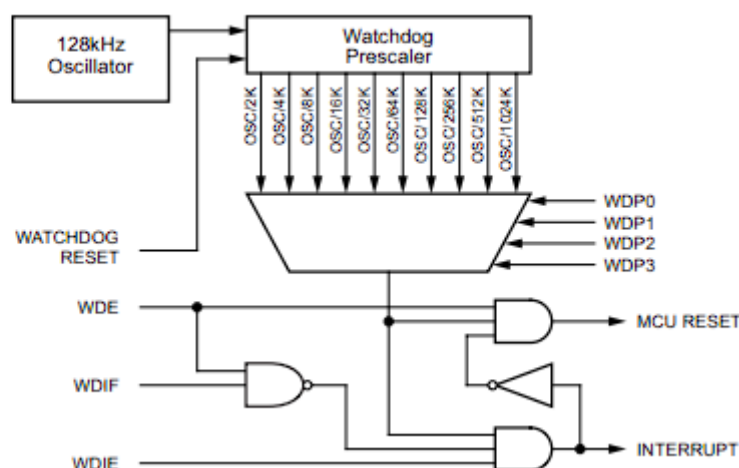 128kHz
Oscillator
Watchdog
Prescaler
OSC/2K
OSC/4K
OSC/8K
OSC/16K
OSC/32K
OSC/64K
OSC/128K
OSC/256K
OSC/512K
OSC/1024K
WATCHDOG
RESET
WDP0
WDP1
WDP2
WDP3
WDE
MCU RESET
WDIF
INTERRUPT
WDIE